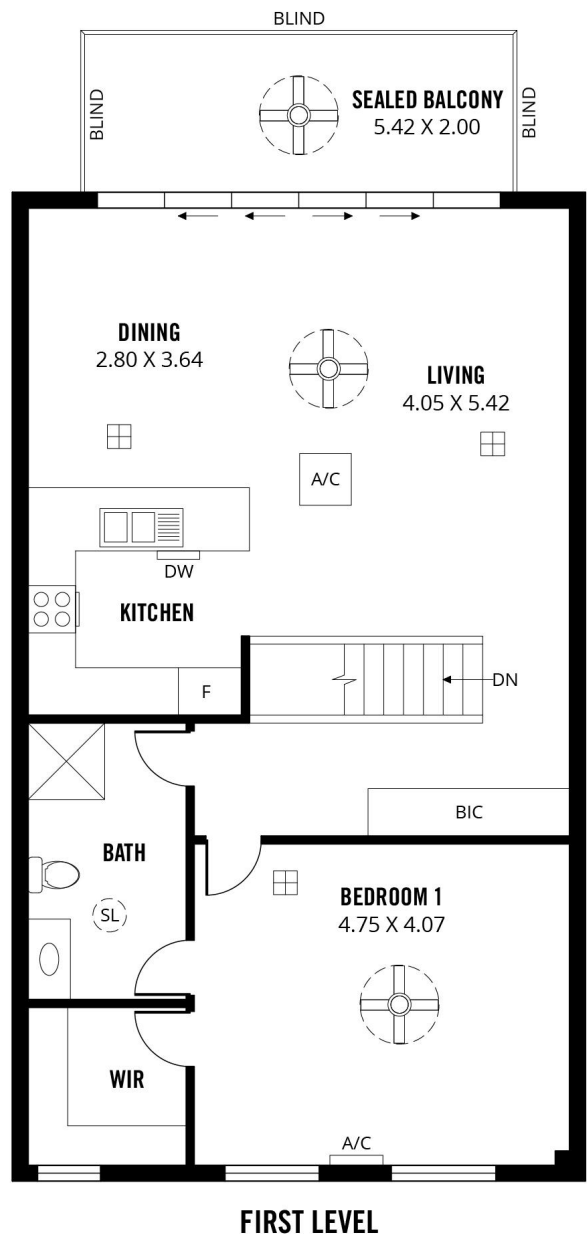 BLIND
BLIND
SEALED BALCONY
5.42 X 2.00
BLIND
DINING
2.80 X 3.64
LIVING
4.05 X 5.42
A/C
DW
KITCHEN
F
DN
BIC
BATH
SL
BEDROOM 1
4.75 X 4.07
WIR
A/C
FIRST LEVEL